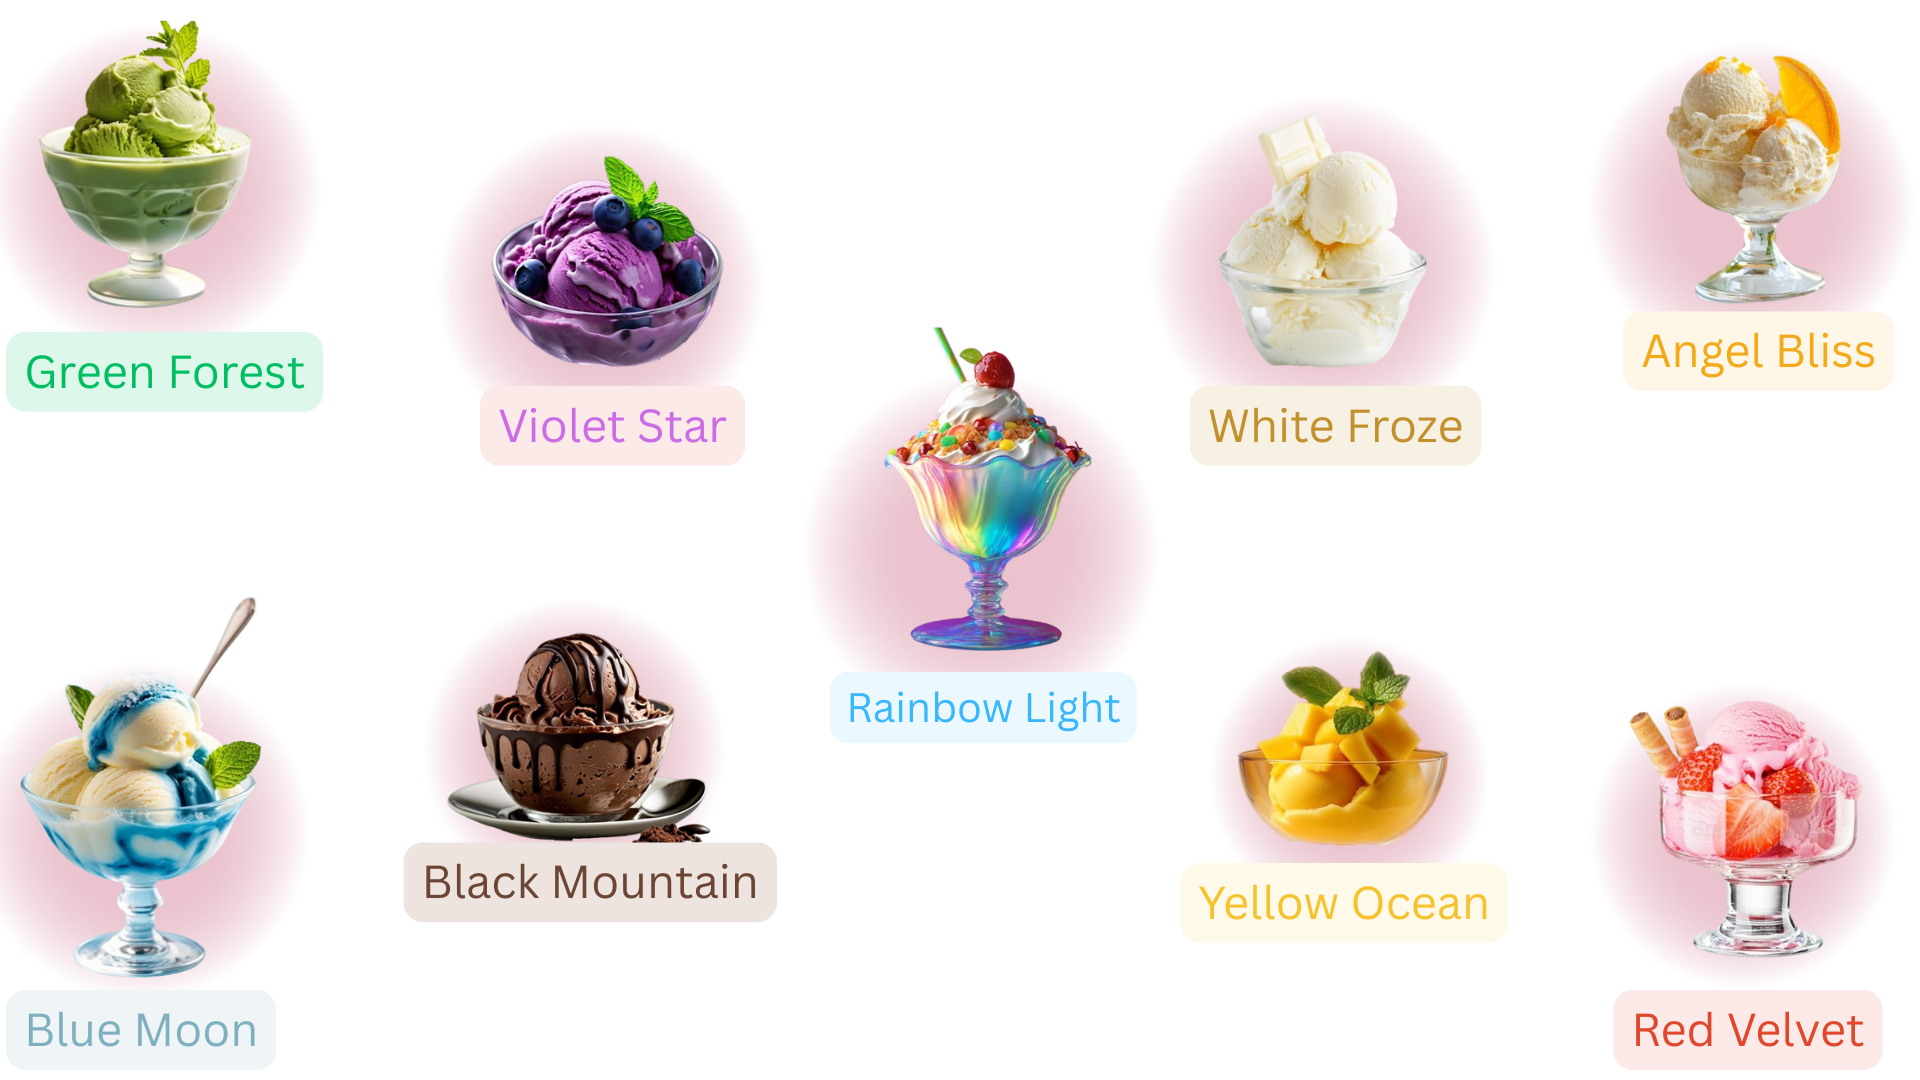 Green Forest
Violet Star
White Froze
Angel Bliss
Rainbow Light
Blue Moon
Black Mountain
Yellow Ocean
Red Velvet